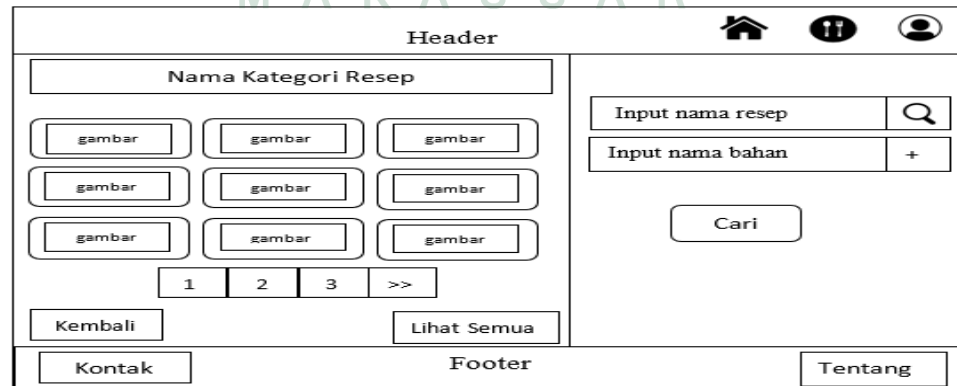 M A K A S S A R
Header
Nama Kategori Resep
gambar gambar gambar
gambar gambar gambar
gambar gambar gambar
1 2 3 >>
Kembali Lihat Semua
Input nama resep
Input nama bahan +
Cari
Kontak Footer Tentang